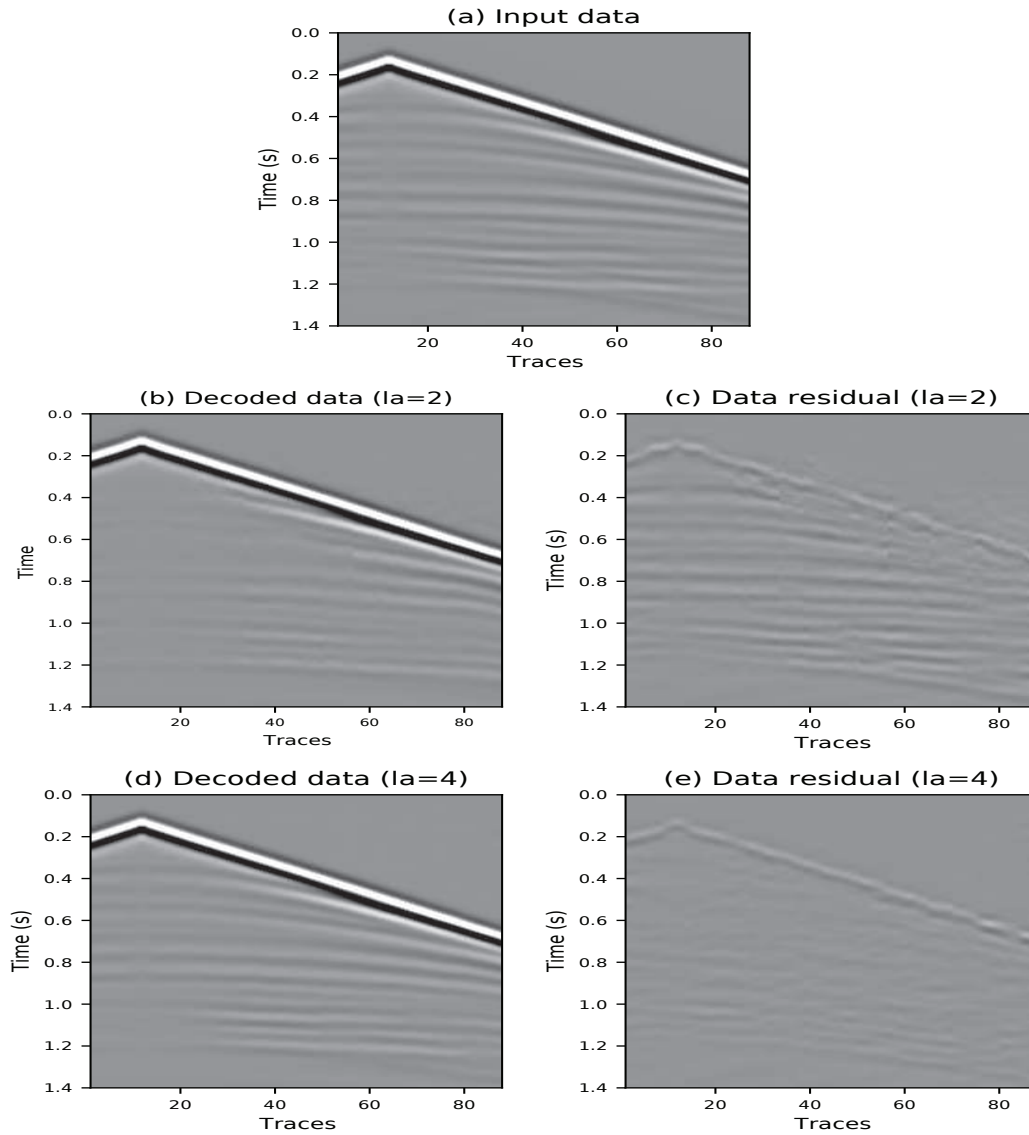 (a) Input data
0.0
0.2
0.4
0.6
0.8
1.0
1.2
1.4
Time (s)
20 40 60 80
Traces
(b) Decoded data (la=2)
0.0
0.2
0.4
0.6
0.8
1.0
1.2
1.4
Time
20 40 60 80
Traces
(c) Data residual (la=2)
0.0
0.2
0.4
0.6
0.8
1.0
1.2
1.4
Time (s)
20 40 60 80
Traces
(d) Decoded data (la=4)
0.0
0.2
0.4
0.6
0.8
1.0
1.2
1.4
Time (s)
20 40 60 80
Traces
(e) Data residual (la=4)
0.0
0.2
0.4
0.6
0.8
1.0
1.2
1.4
Time (s)
20 40 60 80
Traces